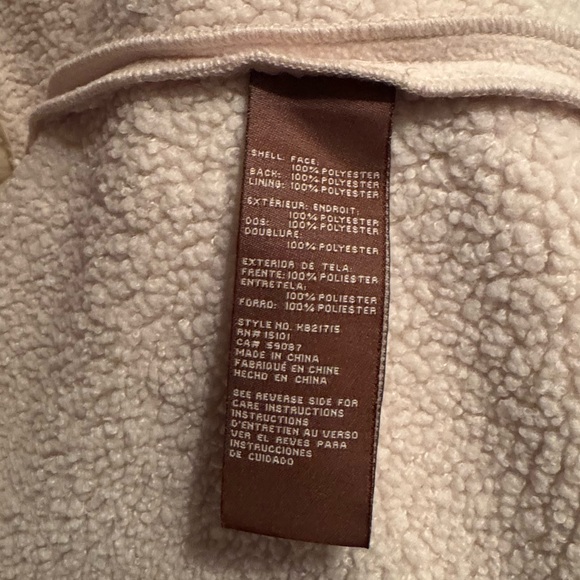 SHELL: FACE:
100% POLYESTER
BACK: 100% POLYESTER
LINING: 100% POLYESTER
EXTÉRIEUR: ENDROIT:
100% POLYESTER
DOS: 100% POLYESTER
DOUBLURE:
100% POLYESTER
EXTERIOR DE TELA:
FRENTE: 100% POLIESTER
ENTRETELA:
100% POLIESTER
FORRO: 100% POLIESTER
STYLE NO. K821715
RN# 15101
CA# 59087
MADE IN CHINA
FABRIQUÉ EN CHINE
HECHO EN CHINA
SEE REVERSE SIDE FOR
CARE INSTRUCTIONS
INSTRUCTIONS
D'ENTRETIEN AU VERSO
VER EL REVES PARA
INSTRUCCIONES
DE CUIDADO